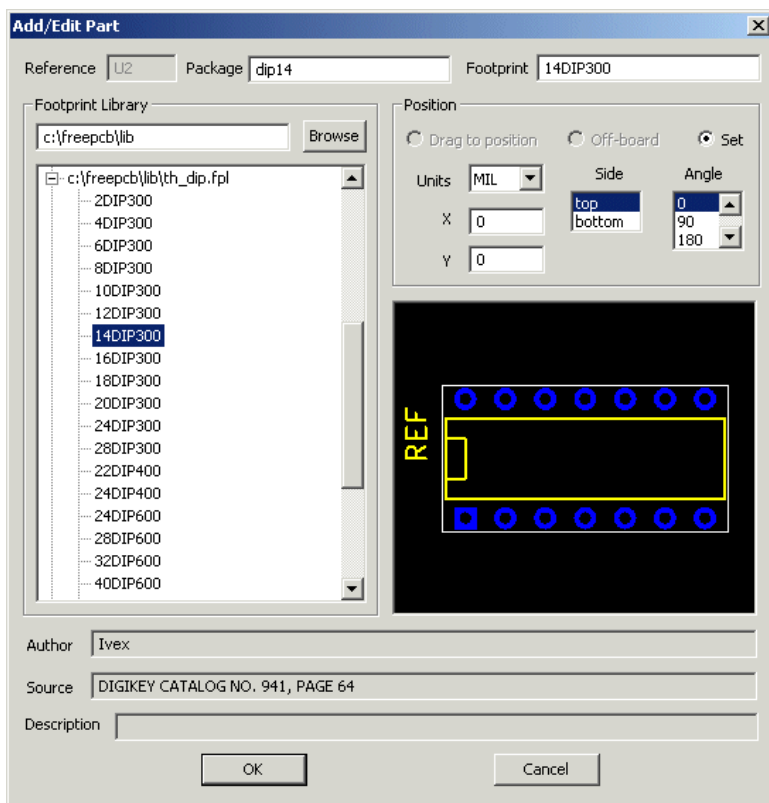 Add/Edit Part
Reference U2 Package dip14 Footprint 14DIP300
Footprint Library
c:\freepcb\lib Browse
c:\freepcb\lib\th_dip.fpl
2DIP300
4DIP300
6DIP300
8DIP300
10DIP300
12DIP300
14DIP300
16DIP300
18DIP300
20DIP300
24DIP300
28DIP300
22DIP400
24DIP400
24DIP600
28DIP600
32DIP600
40DIP600
Position
Drag to position Off-board Set
Units MIL Side Angle
X 0 top 0
bottom 90
Y 0 180
REF
Author Ivex
Source DIGIKEY CATALOG NO. 941, PAGE 64
Description
OK Cancel